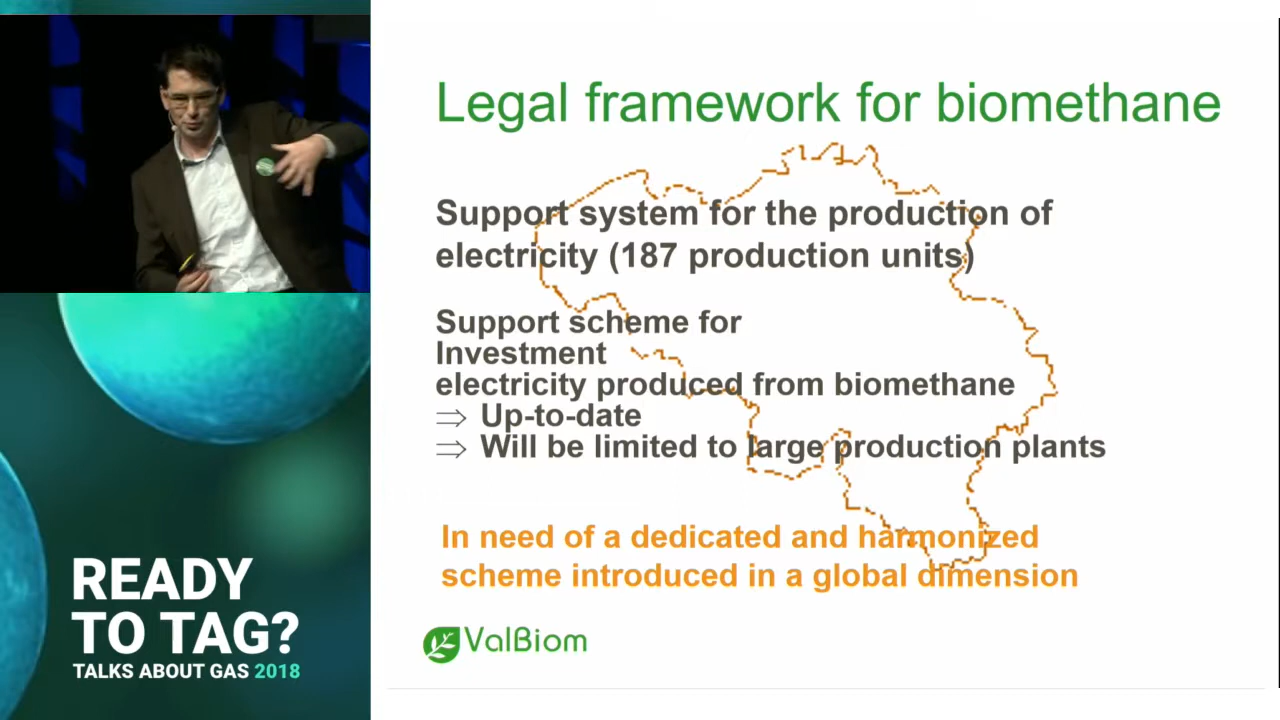 Legal framework for biomethane
Support system for the production of
electricity (187 production units)
Support scheme for
Investment
electricity produced from biomethane
⇒ Up-to-date
⇒ Will be limited to large production plants
In need of a dedicated and harmonized
scheme introduced in a global dimension
ValBiom
READY
TO TAG?
TALKS ABOUT GAS 2018